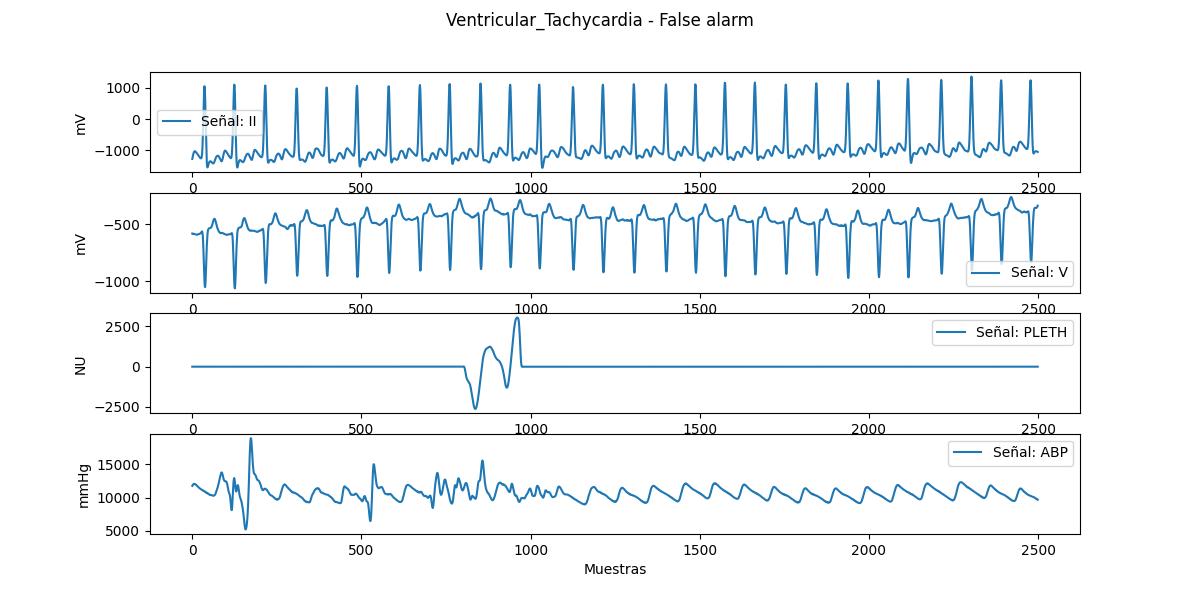 Ventricular_Tachycardia - False alarm
1000
0
−1000
mV
Señal: II
0 500 1000 1500 2000 2500
−500
−1000
mV
Señal: V
0 500 1000 1500 2000 2500
2500
0
−2500
NU
Señal: PLETH
0 500 1000 1500 2000 2500
15000
10000
5000
mmHg
Señal: ABP
0 500 1000 1500 2000 2500
Muestras